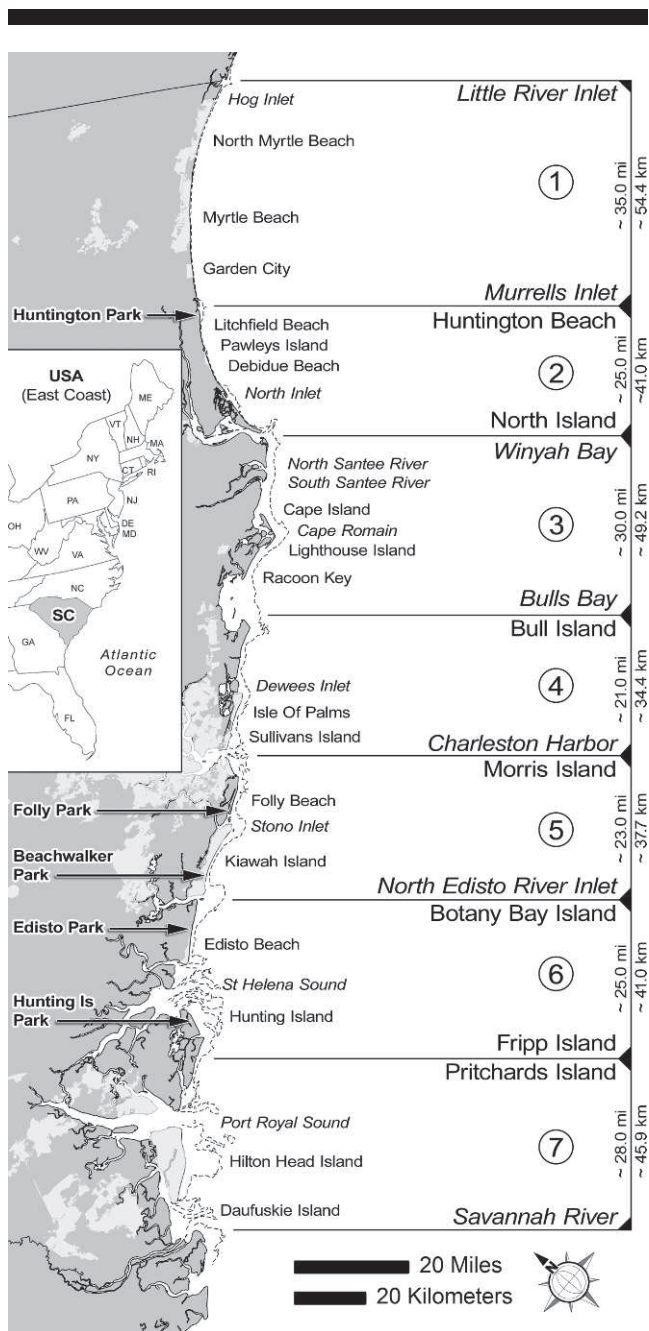 Little River Inlet
Hog Inlet
North Myrtle Beach
1
~ 35.0 mi
~ 54.4 km
Myrtle Beach
Garden City
Murrells Inlet
Huntington Park
Huntington Beach
Litchfield Beach
Pawleys Island
Debidue Beach
2
~ 25.0 mi
~41.0 km
North Inlet
North Island
Winyah Bay
North Santee River
South Santee River
Cape Island
3
~ 30.0 mi
~ 49.2 km
Cape Romain
Lighthouse Island
Racoon Key
Bulls Bay
Bull Island
Dewees Inlet
4
~ 21.0 mi
~ 34.4 km
Isle Of Palms
Sullivans Island
Charleston Harbor
Morris Island
Folly Park
Folly Beach
Stono Inlet
5
~ 23.0 mi
~ 37.7 km
Beachwalker
Park
Kiawah Island
North Edisto River Inlet
Botany Bay Island
Edisto Park
Edisto Beach
St Helena Sound
6
~ 25.0 mi
~ 41.0 km
Hunting Is
Park
Hunting Island
Fripp Island
Pritchards Island
Port Royal Sound
7
~ 28.0 mi
~ 45.9 km
Hilton Head Island
Daufuskie Island
Savannah River
20 Miles
20 Kilometers
N
USA
(East Coast)
ME
VT
NH
MA
NY
CT
RI
PA
NJ
OH
DE
MD
WV
VA
NC
SC
GA
Atlantic
Ocean
FL